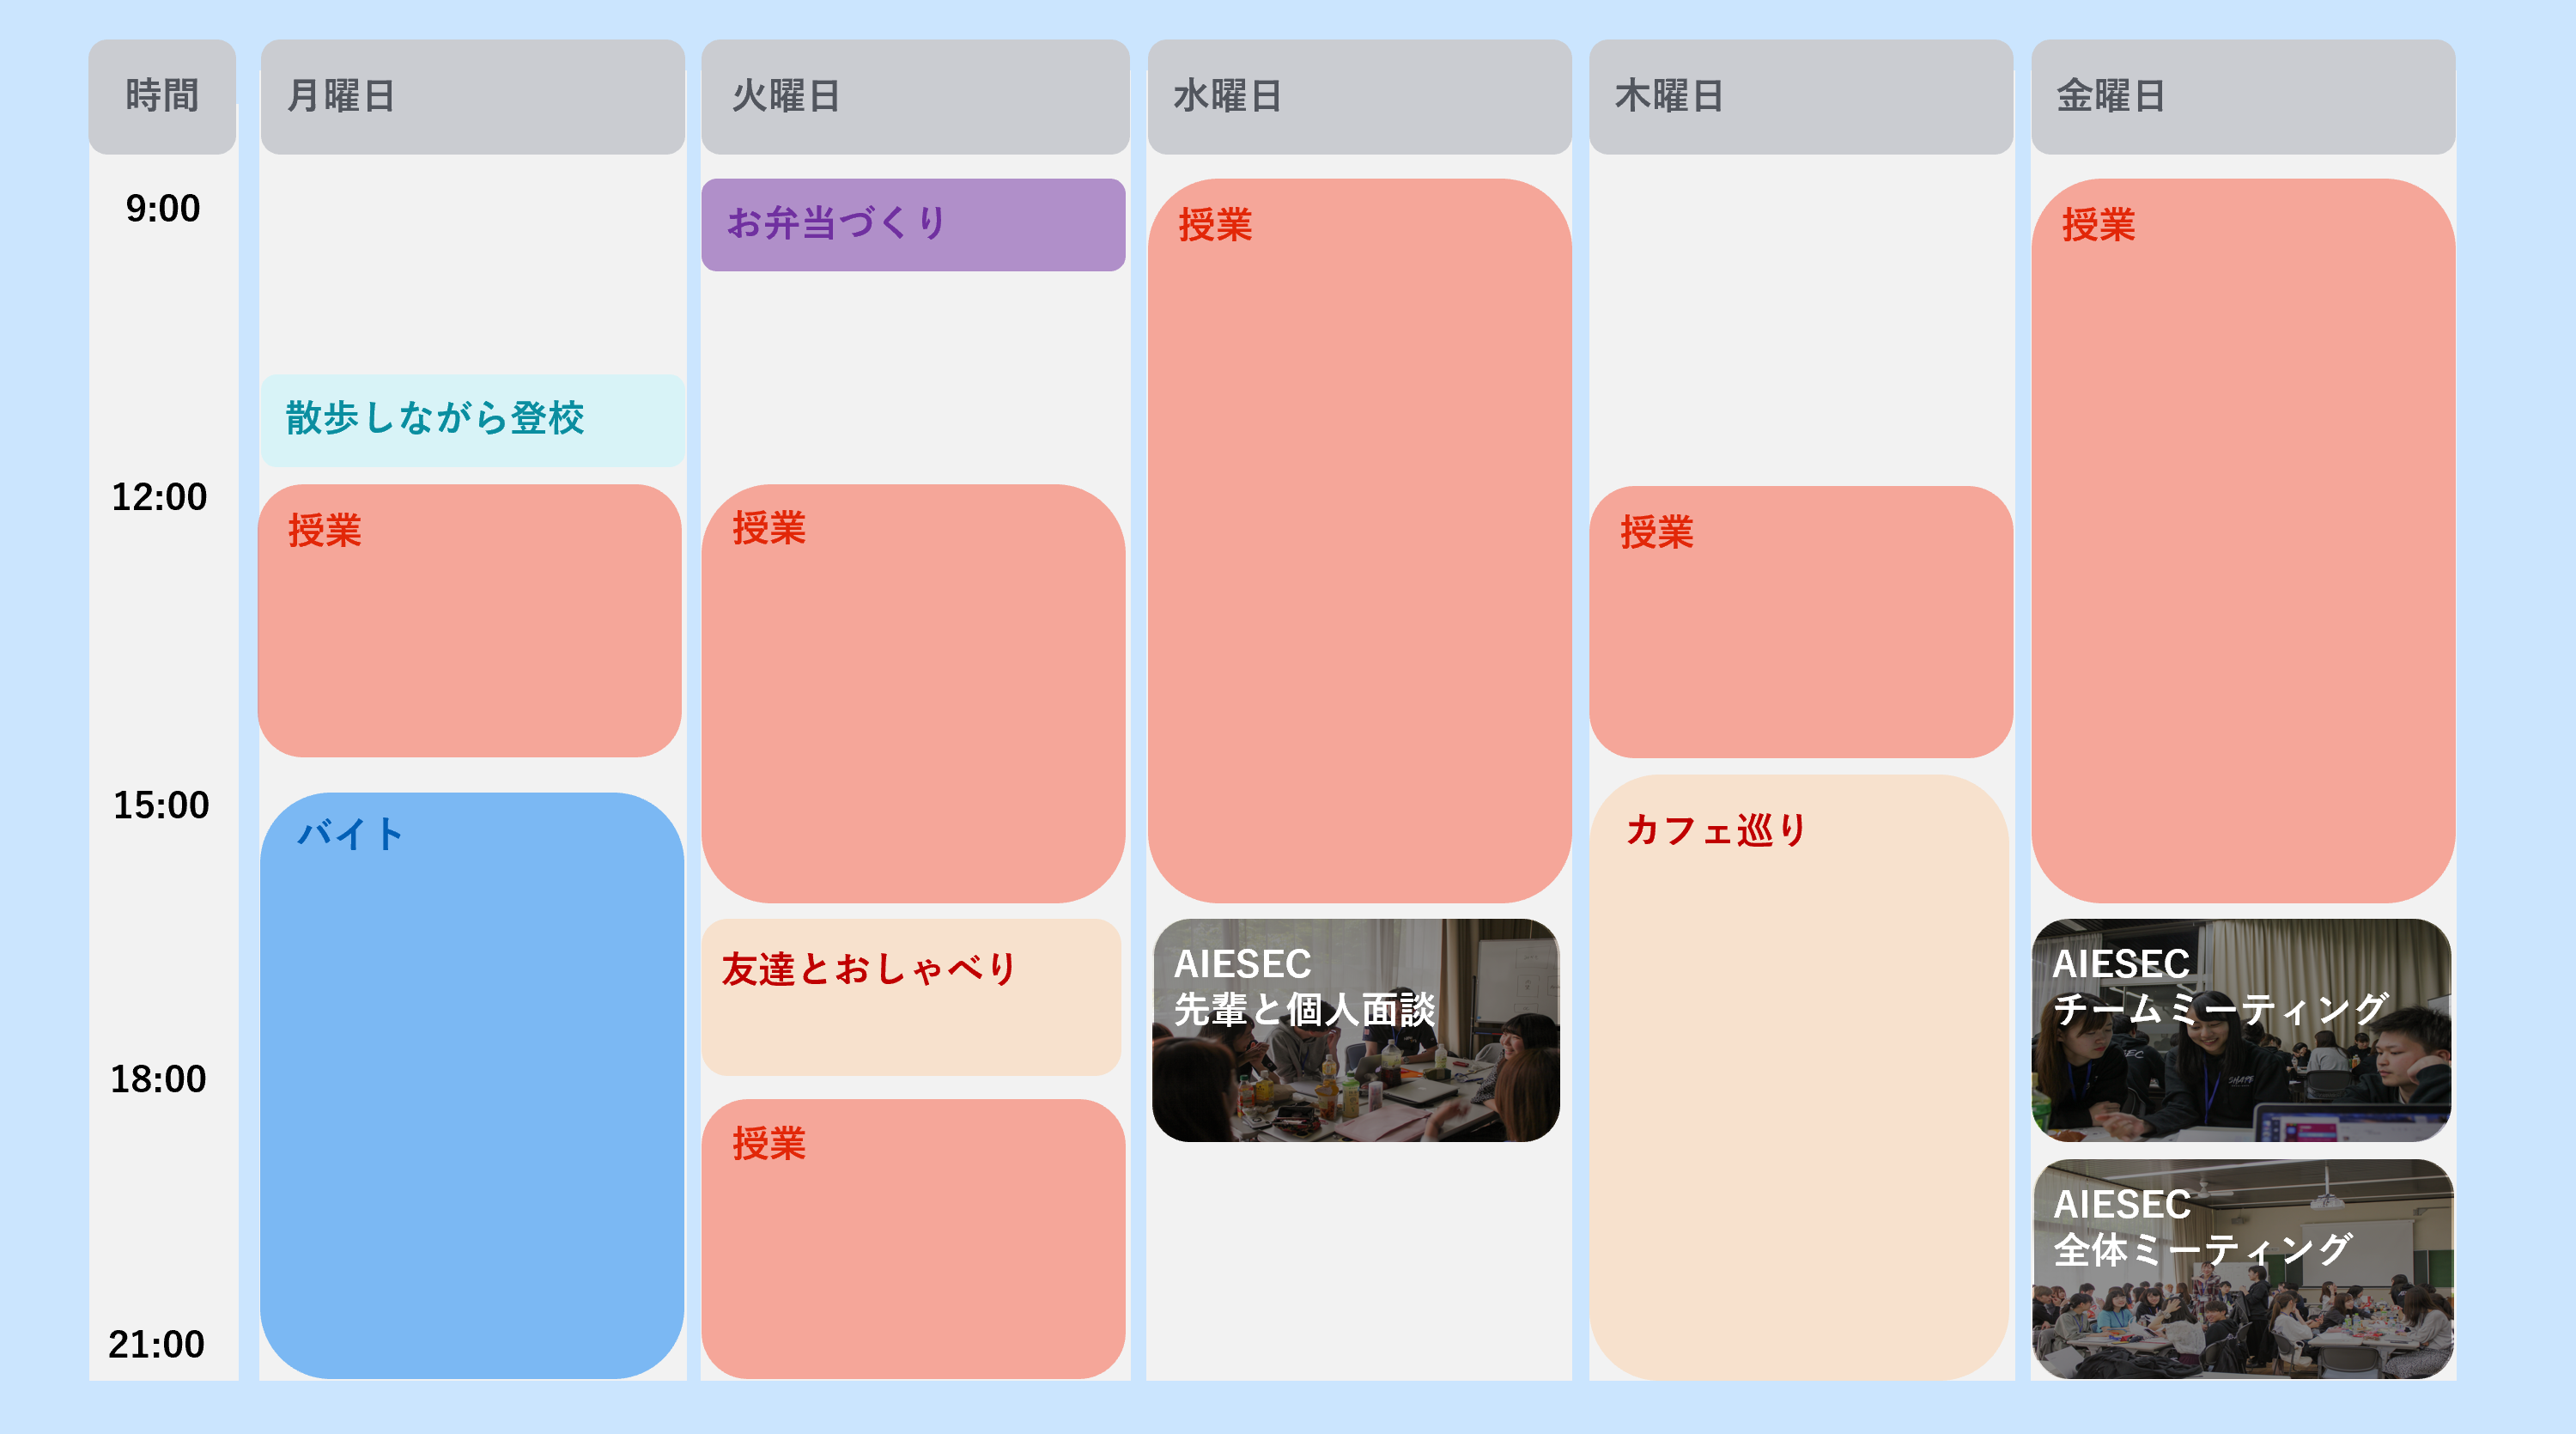 時間
月曜日
火曜日
水曜日
木曜日
金曜日
9:00
12:00
15:00
18:00
21:00
散歩しながら登校
授業
バイト
お弁当づくり
授業
友達とおしゃべり
授業
授業
AIESEC
先輩と個人面談
授業
カフェ巡り
授業
AIESEC
チームミーティング
AIESEC
全体ミーティング